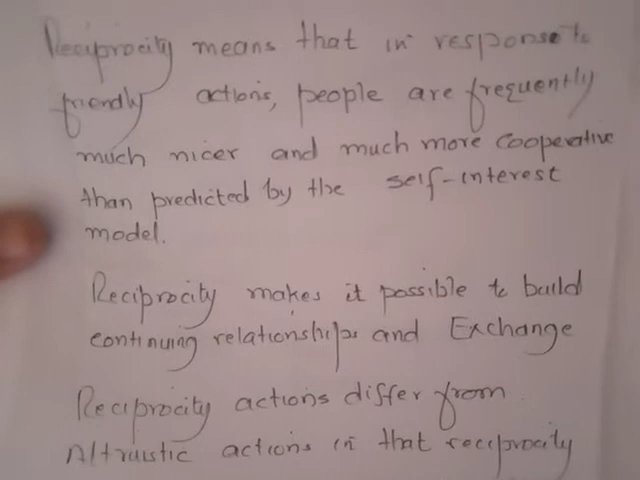 Reciprocity means that in response to
friendly actions, people are frequently
much nicer and much more cooperative
than predicted by the self-interest
model.
Reciprocity makes it possible to build
continuing relationships and Exchange
Reciprocity actions differ from
Altruistic actions in that reciprocity